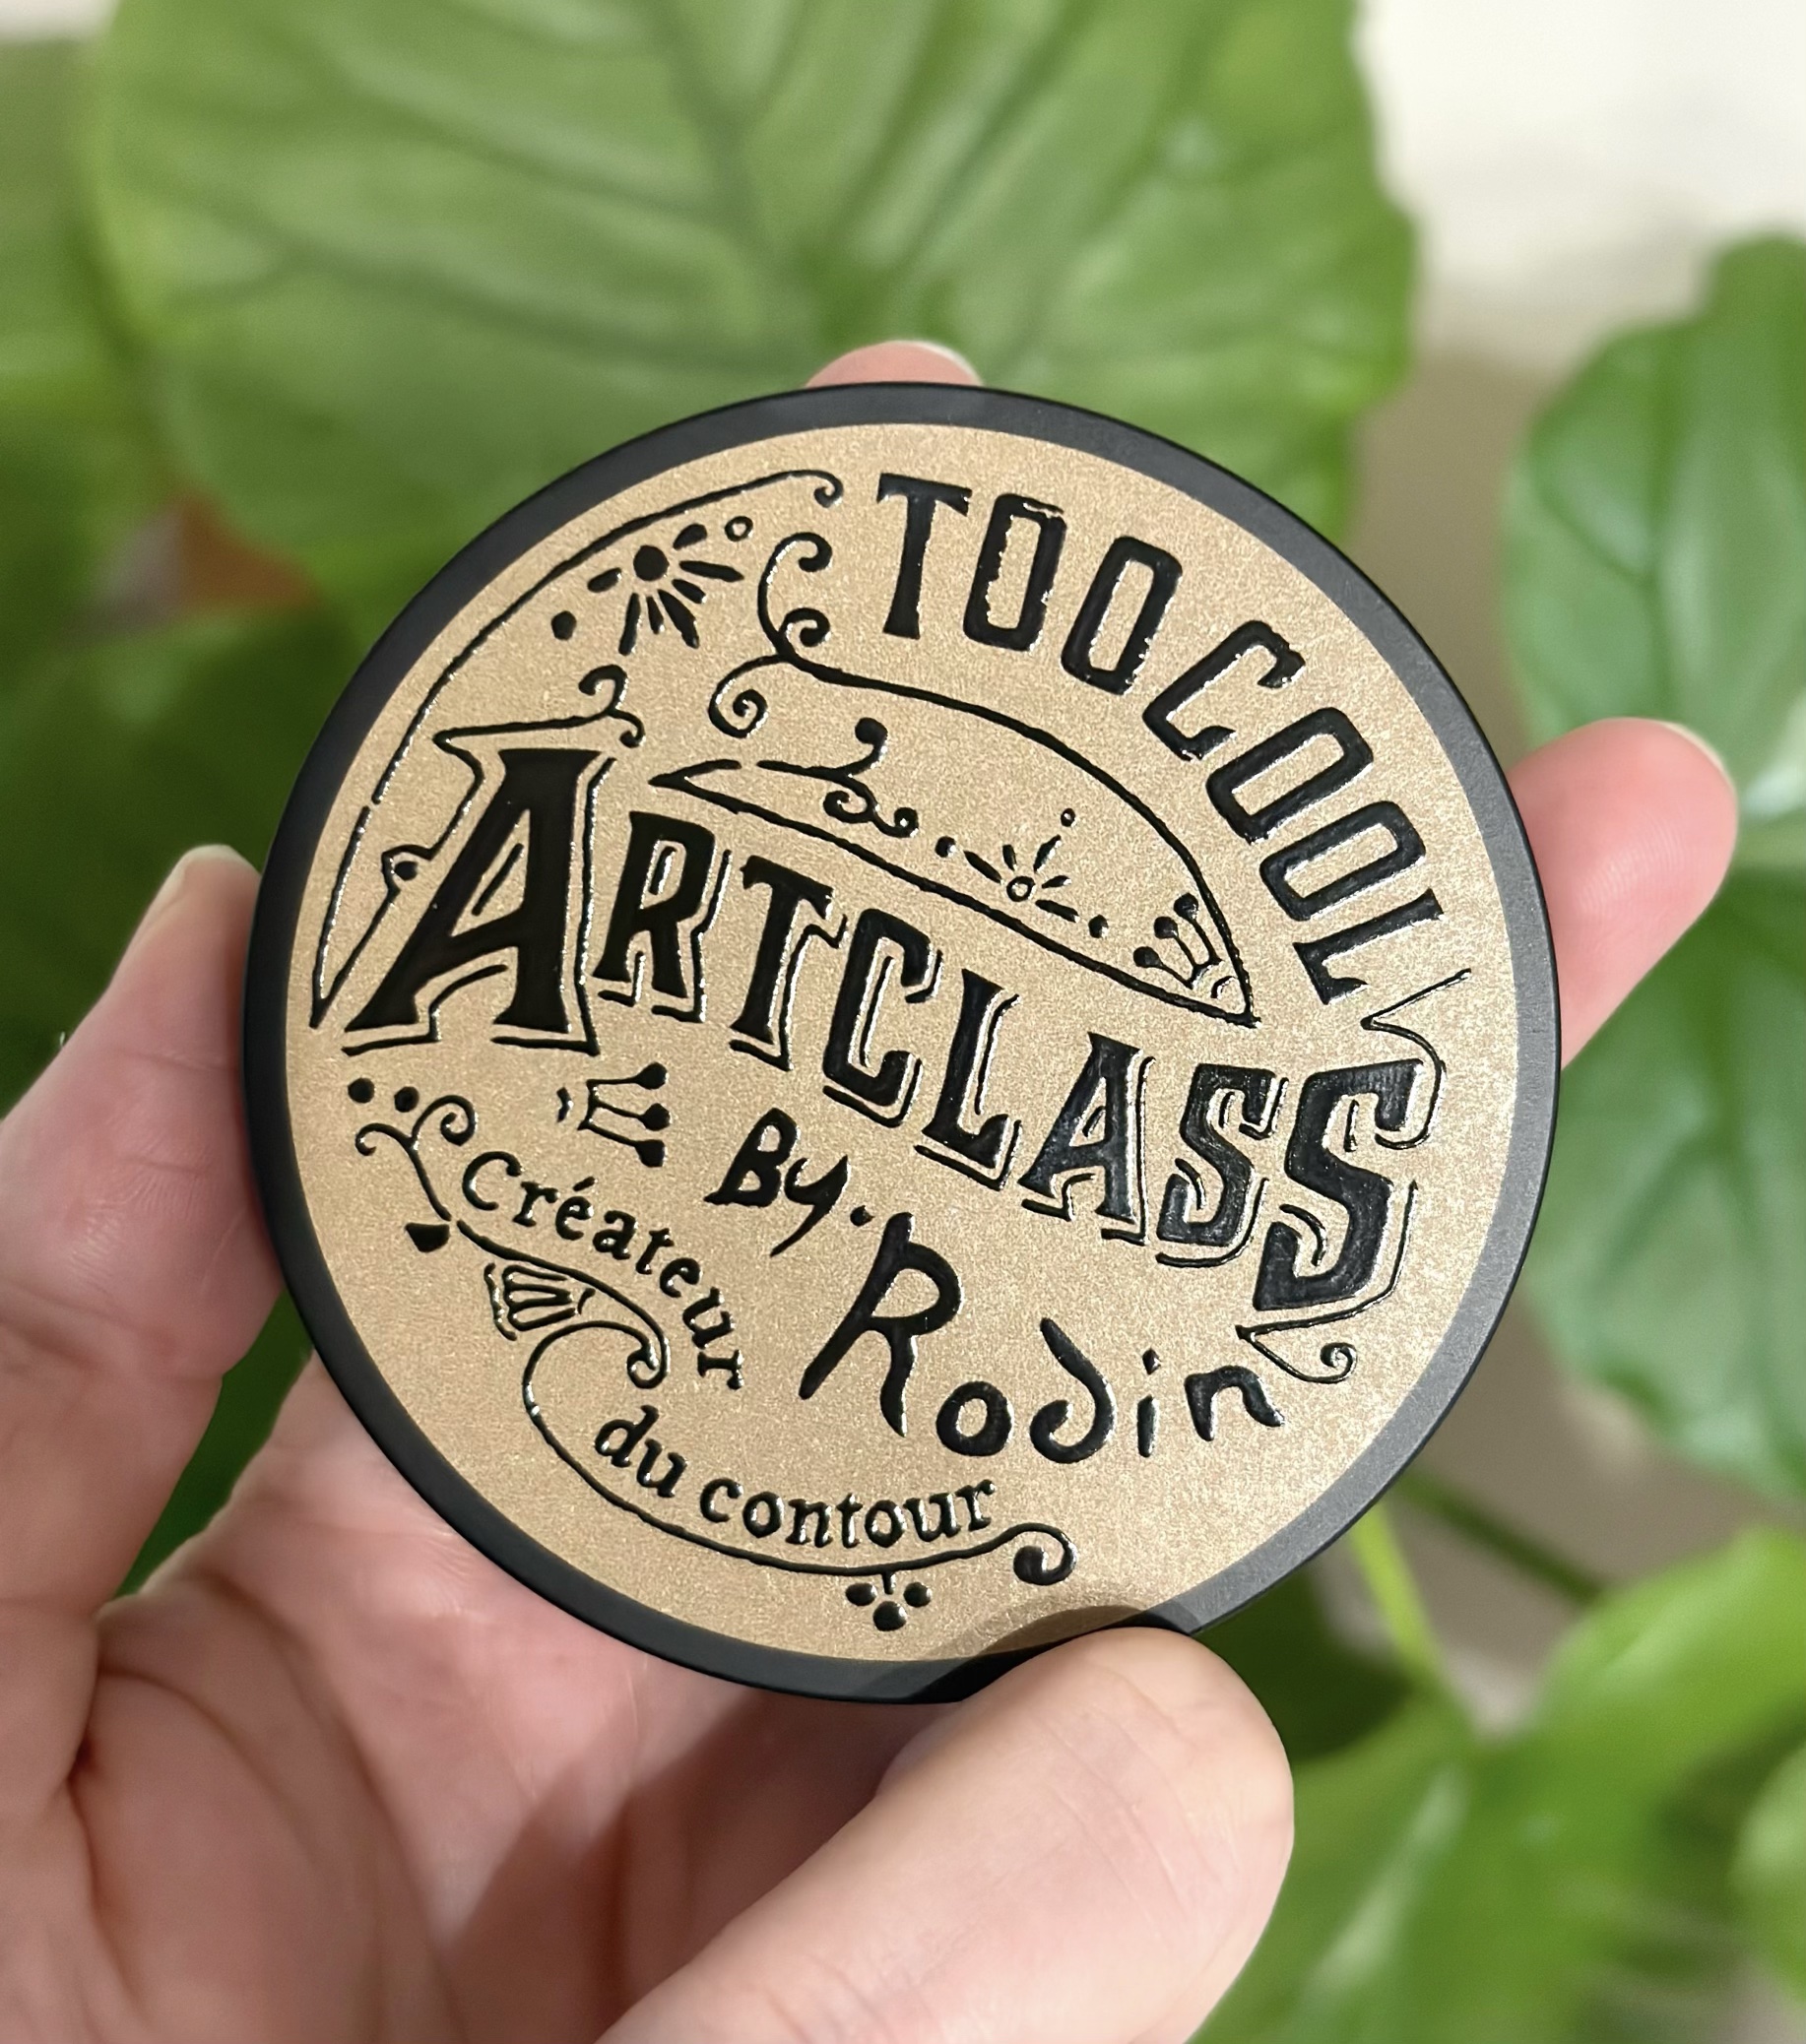 TOO COOL
ARTCLASS
By. Rodin
Créateur
du contour